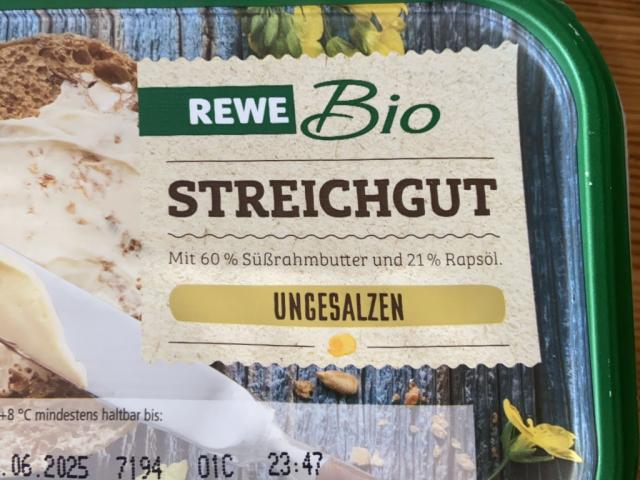 REWE Bio
STREICHGUT
Mit 60 % Süßrahmbutter und 21 % Rapsöl.
UNGESALZEN
+8 °C mindestens haltbar bis:
.06.2025 7194 01C 23:47